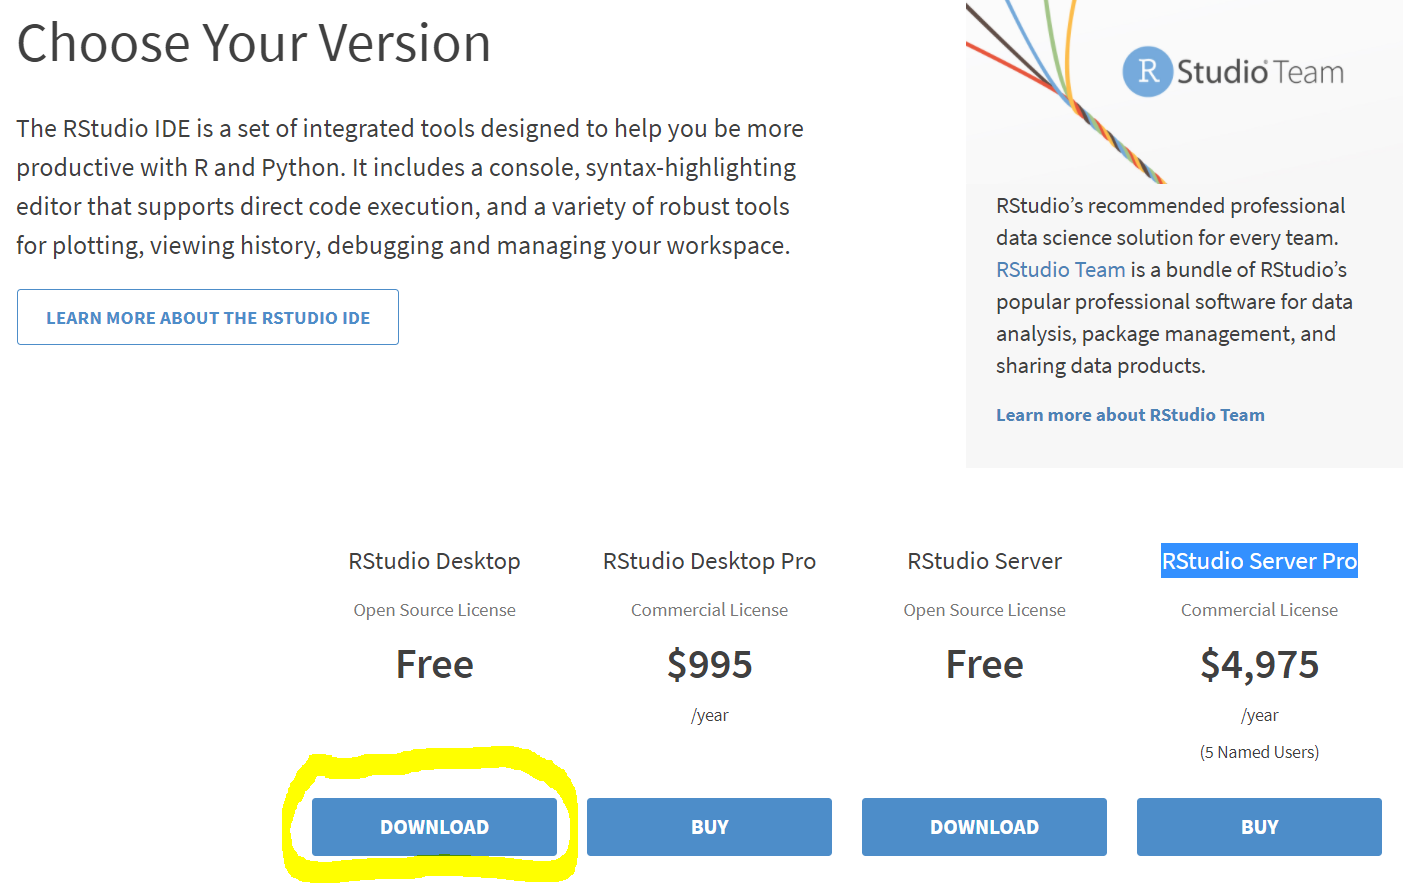 Choose Your Version
The RStudio IDE is a set of integrated tools designed to help you be more
productive with R and Python. It includes a console, syntax-highlighting
editor that supports direct code execution, and a variety of robust tools
for plotting, viewing history, debugging and managing your workspace.
LEARN MORE ABOUT THE RSTUDIO IDE
R Studio® Team
RStudio’s recommended professional
data science solution for every team.
RStudio Team is a bundle of RStudio’s
popular professional software for data
analysis, package management, and
sharing data products.
Learn more about RStudio Team
RStudio Desktop
Open Source License
Free
DOWNLOAD
RStudio Desktop Pro
Commercial License
$995
/year
BUY
RStudio Server
Open Source License
Free
DOWNLOAD
RStudio Server Pro
Commercial License
$4,975
/year
(5 Named Users)
BUY